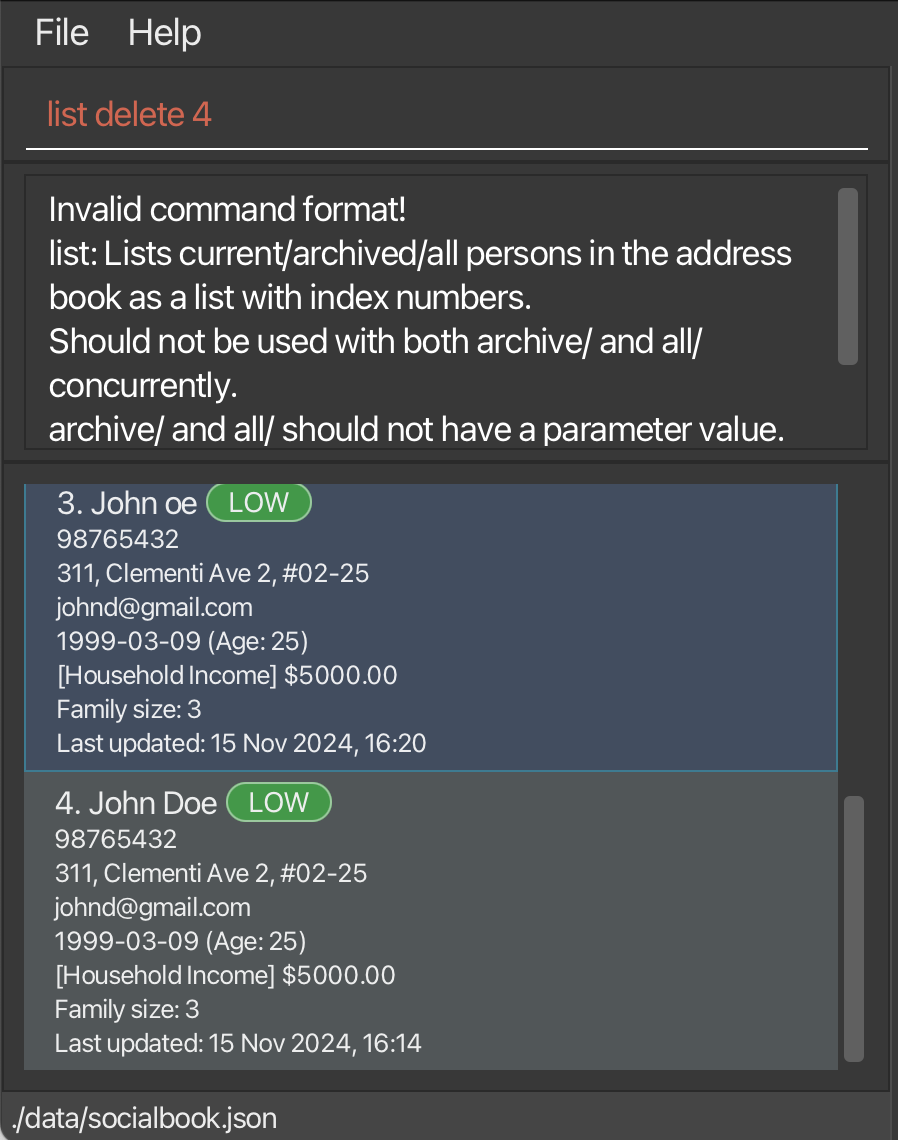 File Help
list delete 4
Invalid command format!
list: Lists current/archived/all persons in the address
book as a list with index numbers.
Should not be used with both archive/ and all/
concurrently.
archive/ and all/ should not have a parameter value.
3. John oe LOW
98765432
311, Clementi Ave 2, #02-25
johnd@gmail.com
1999-03-09 (Age: 25)
[Household Income] $5000.00
Family size: 3
Last updated: 15 Nov 2024, 16:20
4. John Doe LOW
98765432
311, Clementi Ave 2, #02-25
johnd@gmail.com
1999-03-09 (Age: 25)
[Household Income] $5000.00
Family size: 3
Last updated: 15 Nov 2024, 16:14
./data/socialbook.json